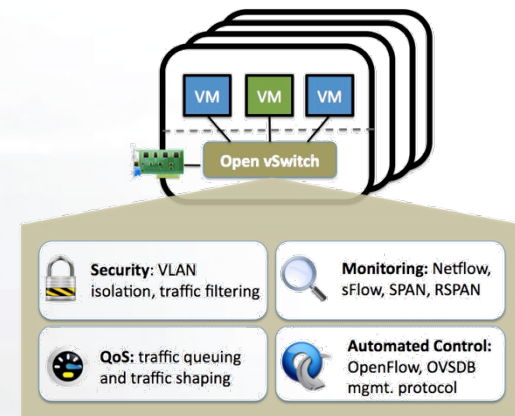 VM VM VM
Open vSwitch
Security: VLAN
isolation, traffic filtering
Monitoring: Netflow,
sFlow, SPAN, RSPAN
QoS: traffic queuing
and traffic shaping
Automated Control:
OpenFlow, OVSDB
mgmt. protocol